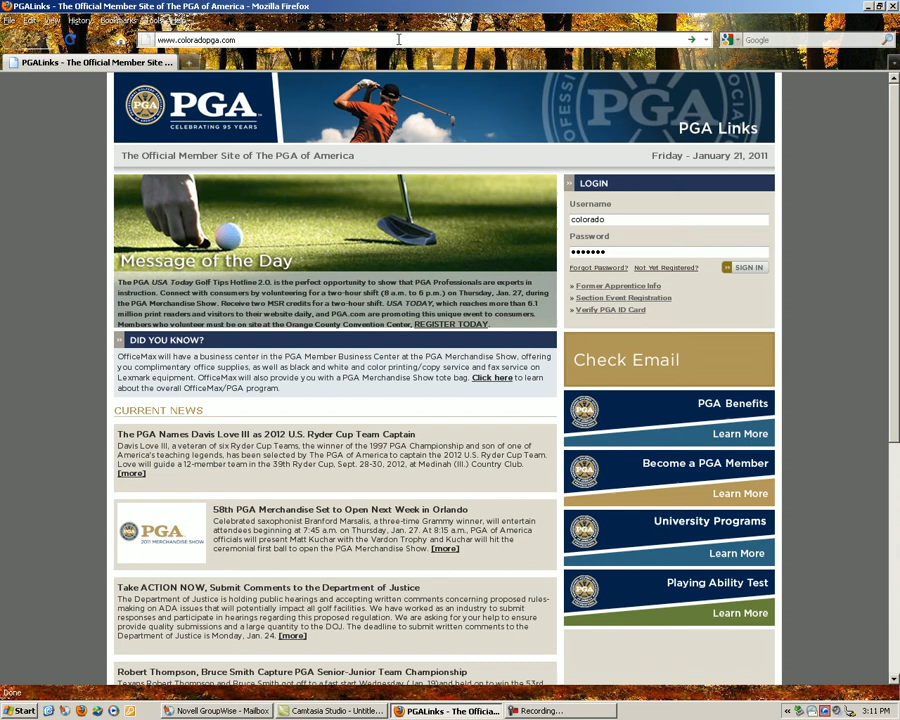 PGALinks - The Official Member Site of The PGA of America - Mozilla Firefox
File Edit View History Bookmarks Tools Help
www.coloradopga.com
Google
PGALinks - The Official Member Site ...
PGA
CELEBRATING 95 YEARS
PGA Links
The Official Member Site of The PGA of America
Friday - January 21, 2011
Message of the Day
The PGA USA Today Golf Tips Hotline 2.0. is the perfect opportunity to show that PGA Professionals are experts in
instruction. Connect with consumers by volunteering for a two-hour shift (8 a.m. to 6 p.m.) on Thursday, Jan. 27, during
the PGA Merchandise Show. Receive two MSR credits for a two-hour shift. USA TODAY, which reaches more than 6.1
million print readers and visitors to their website daily, and PGA.com are promoting this unique event to consumers.
Members who volunteer must be on site at the Orange County Convention Center, REGISTER TODAY.
» DID YOU KNOW?
OfficeMax will have a business center in the PGA Member Business Center at the PGA Merchandise Show, offering
you complimentary office supplies, as well as black and white and color printing/copy service and fax service on
Lexmark equipment. OfficeMax will also provide you with a PGA Merchandise Show tote bag. Click here to learn
about the overall OfficeMax/PGA program.
CURRENT NEWS
The PGA Names Davis Love III as 2012 U.S. Ryder Cup Team Captain
Davis Love III, a veteran of six Ryder Cup Teams, the winner of the 1997 PGA Championship and son of one of
America's teaching legends, has been selected by The PGA of America to captain the 2012 U.S. Ryder Cup Team.
Love will guide a 12-member team in the 39th Ryder Cup, Sept. 28-30, 2012, at Medinah (Ill.) Country Club.
[more]
PGA
2011 MERCHANDISE SHOW
58th PGA Merchandise Set to Open Next Week in Orlando
Celebrated saxophonist Branford Marsalis, a three-time Grammy winner, will entertain
attendees beginning at 7:45 a.m. on Thursday, Jan. 27. At 8:15 a.m., PGA of America
officials will present Matt Kuchar with the Vardon Trophy and Kuchar will hit the
ceremonial first ball to open the PGA Merchandise Show. [more]
Take ACTION NOW, Submit Comments to the Department of Justice
The Department of Justice is holding public hearings and accepting written comments concerning proposed rules-
making on ADA issues that will potentially impact all golf facilities. We have worked as an industry to submit
responses and participate in hearings regarding this proposed regulation. We are asking for your help to ensure
provide quality submissions and a large quantity to the DOJ. The deadline to submit written comments to the
Department of Justice is Monday, Jan. 24. [more]
Robert Thompson, Bruce Smith Capture PGA Senior-Junior Team Championship
Texans Robert Thompson and Bruce Smith got off to a fast start Wednesday (Jan. 19) and held on to win the 53rd
» LOGIN
Username
colorado
Password
Forgot Password? Not Yet Registered?
» SIGN IN
» Former Apprentice Info
» Section Event Registration
» Verify PGA ID Card
Check Email
PGA Benefits
Learn More
Become a PGA Member
Learn More
University Programs
Learn More
Playing Ability Test
Learn More
Done
Start
Novell GroupWise - Mailbox
Camtasia Studio - Untitle...
PGALinks - The Officia...
Recording...
3:11 PM